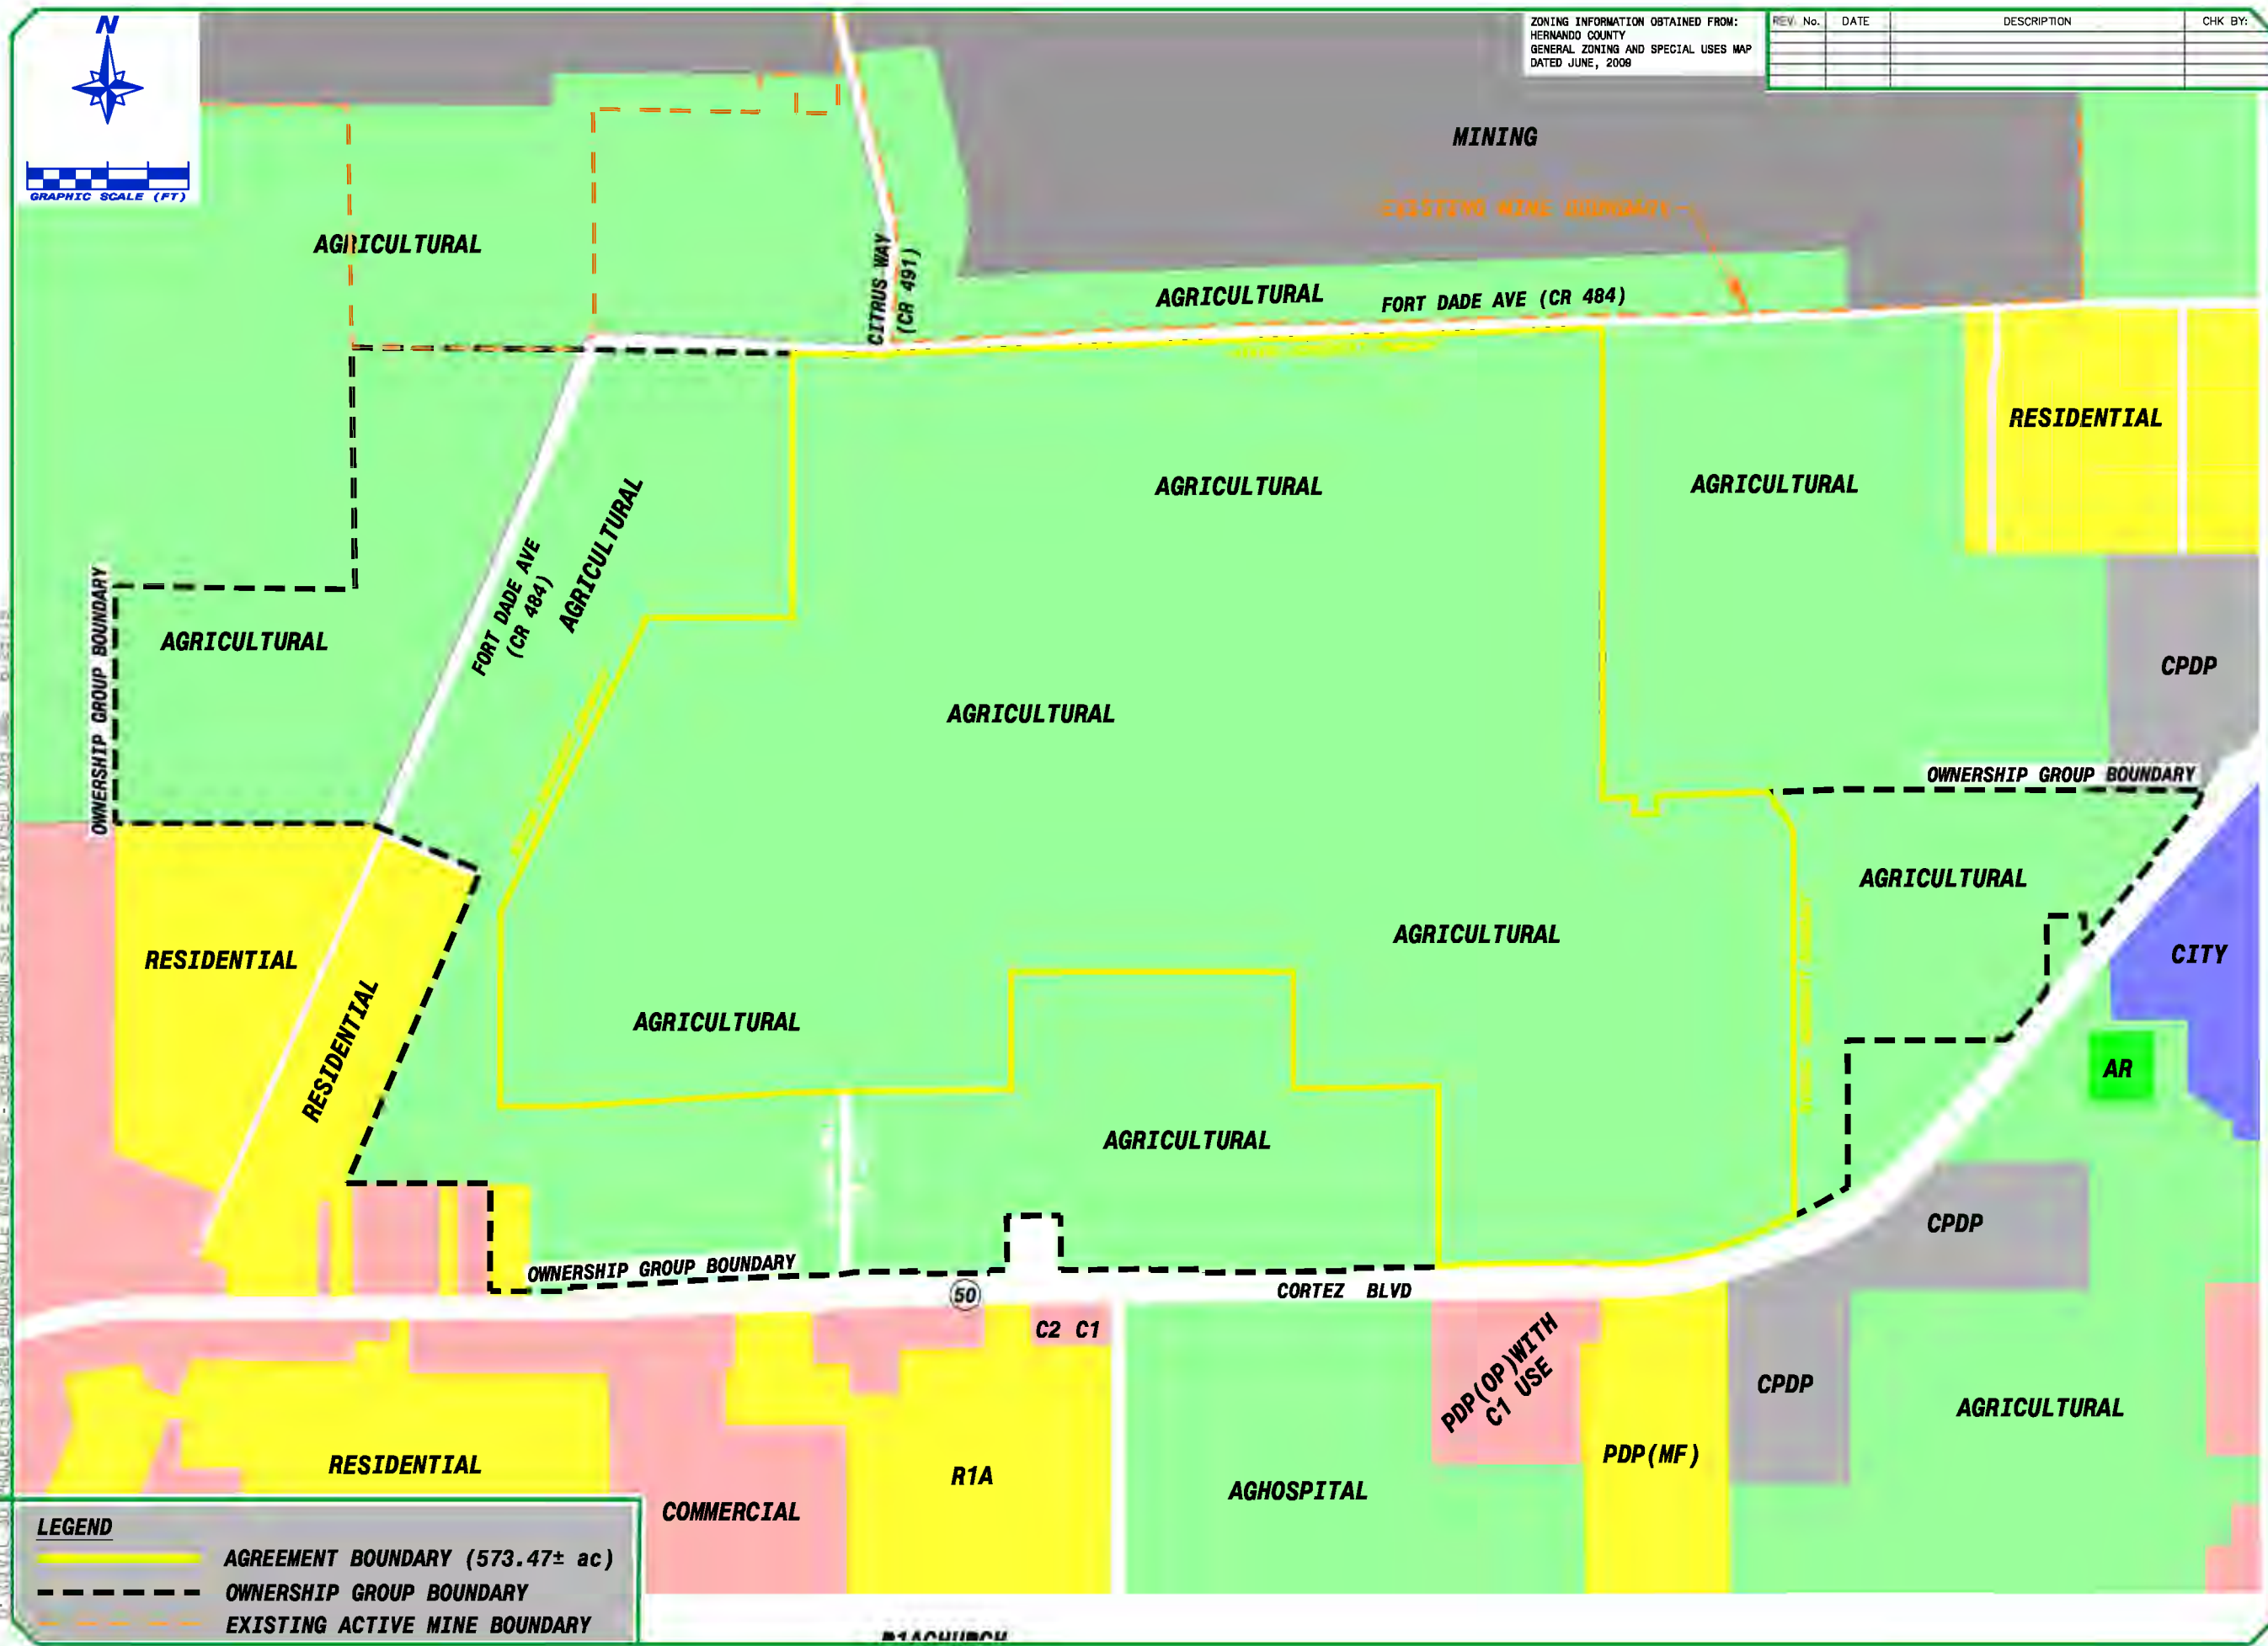 N
GRAPHIC SCALE (FT)
ZONING INFORMATION OBTAINED FROM:
HERNANDO COUNTY
GENERAL ZONING AND SPECIAL USES MAP
DATED JUNE, 2009
REV. No. DATE DESCRIPTION CHK BY:
MINING
EXISTING MINE BOUNDARY
AGRICULTURAL
CITRUS WAY
(CR 491)
AGRICULTURAL
FORT DADE AVE (CR 484)
RESIDENTIAL
AGRICULTURAL
AGRICULTURAL
FORT DADE AVE
(CR 484)
AGRICULTURAL
OWNERSHIP GROUP BOUNDARY
AGRICULTURAL
CPDP
AGRICULTURAL
OWNERSHIP GROUP BOUNDARY
AGRICULTURAL
AGRICULTURAL
CITY
RESIDENTIAL
RESIDENTIAL
AGRICULTURAL
AR
AGRICULTURAL
CPDP
OWNERSHIP GROUP BOUNDARY
50
CORTEZ BLVD
C2 C1
PDP(OP)WITH
C1 USE
CPDP
AGRICULTURAL
RESIDENTIAL
R1A
PDP(MF)
AGHOSPITAL
COMMERCIAL
LEGEND
AGREEMENT BOUNDARY (573.47± ac)
OWNERSHIP GROUP BOUNDARY
EXISTING ACTIVE MINE BOUNDARY